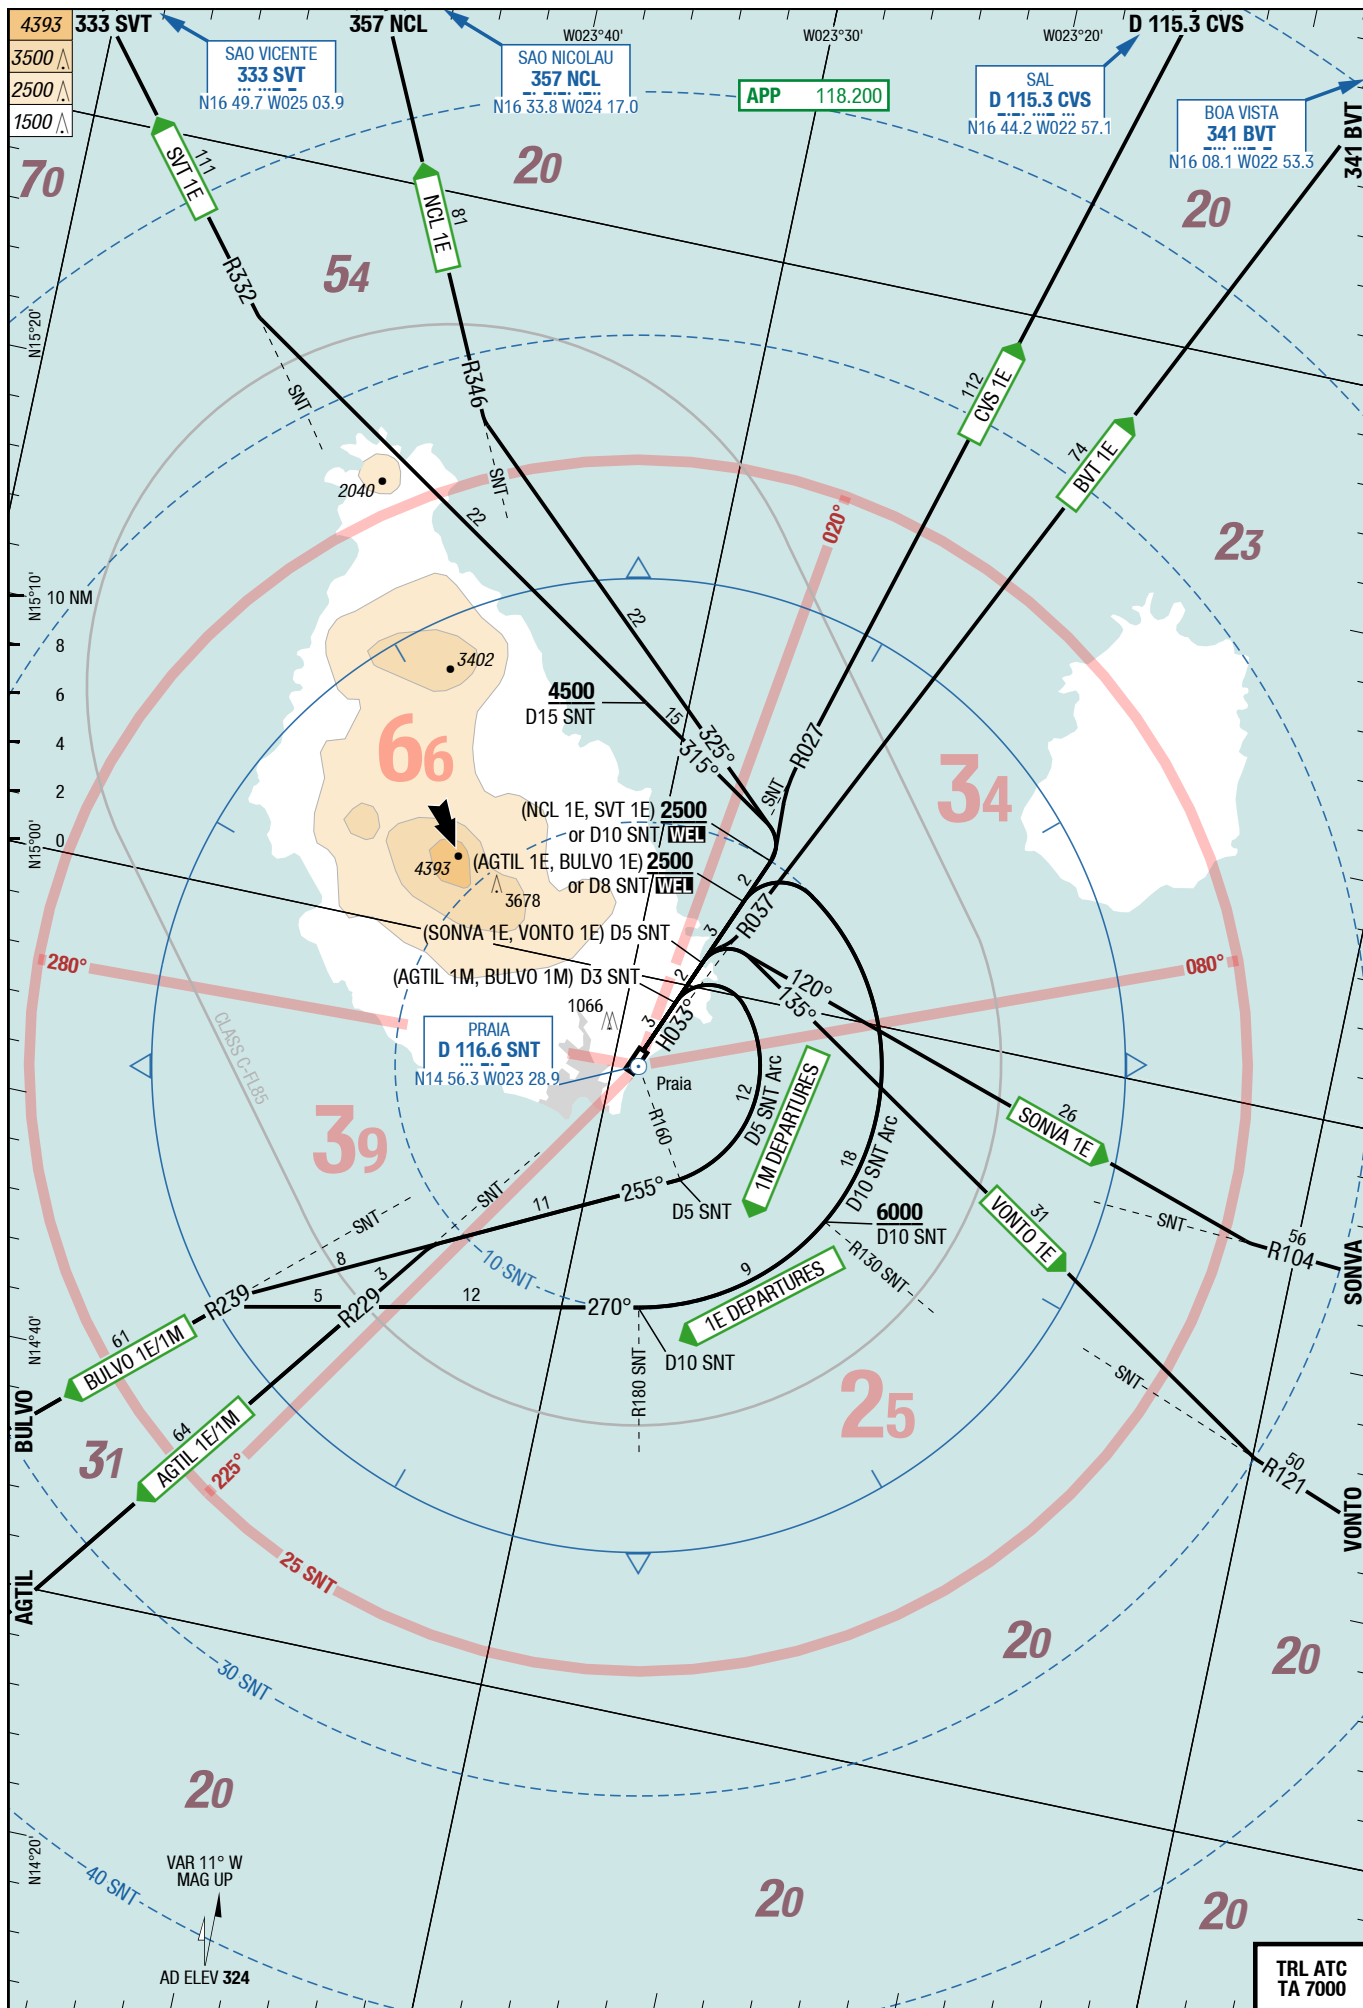 4393
3500
2500
1500
333 SVT
357 NCL
W023°40'
W023°30'
W023°20'
D 115.3 CVS
SAO VICENTE
333 SVT
N16 49.7 W025 03.9
SAO NICOLAU
357 NCL
N16 33.8 W024 17.0
APP 118.200
SAL
D 115.3 CVS
N16 44.2 W022 57.1
BOA VISTA
341 BVT
N16 08.1 W022 53.3
341 BVT
70
20
20
54
SVT 1E
111
NCL 1E
81
R332
R346
SNT
SNT
N15°20'
CVS 1E
112
BVT 1E
74
23
2040
22
22
020°
N15°10'
10 NM
8
6
4
2
0
N15°00'
3402
66
34
4500
D15 SNT
15
325°
315°
R027
SNT
(NCL 1E, SVT 1E) 2500
or D10 SNT WEL
(AGTIL 1E, BULVO 1E) 2500
or D8 SNT WEL
4393
3678
2
R037
3
(SONVA 1E, VONTO 1E) D5 SNT
2
(AGTIL 1M, BULVO 1M) D3 SNT
280°
080°
120°
135°
1066
3
H033°
PRAIA
D 116.6 SNT
N14 56.3 W023 28.9
Praia
CLASS C-FL85
R160
12
D5 SNT Arc
1M DEPARTURES
18
D10 SNT Arc
39
SONVA 1E
26
VONTO 1E
31
SNT
56
R104
SONVA
255°
D5 SNT
11
SNT
SNT
8
3
6000
D10 SNT
R130 SNT
10 SNT
9
1E DEPARTURES
R239
5
R229
12
270°
D10 SNT
R180 SNT
N14°40'
61
BULVO 1E/1M
BULVO
64
AGTIL 1E/1M
31
225°
25
SNT
50
R121
VONTO
25 SNT
AGTIL
20
20
30 SNT
20
20
20
N14°20'
40 SNT
VAR 11° W
MAG UP
AD ELEV 324
TRL ATC
TA 7000